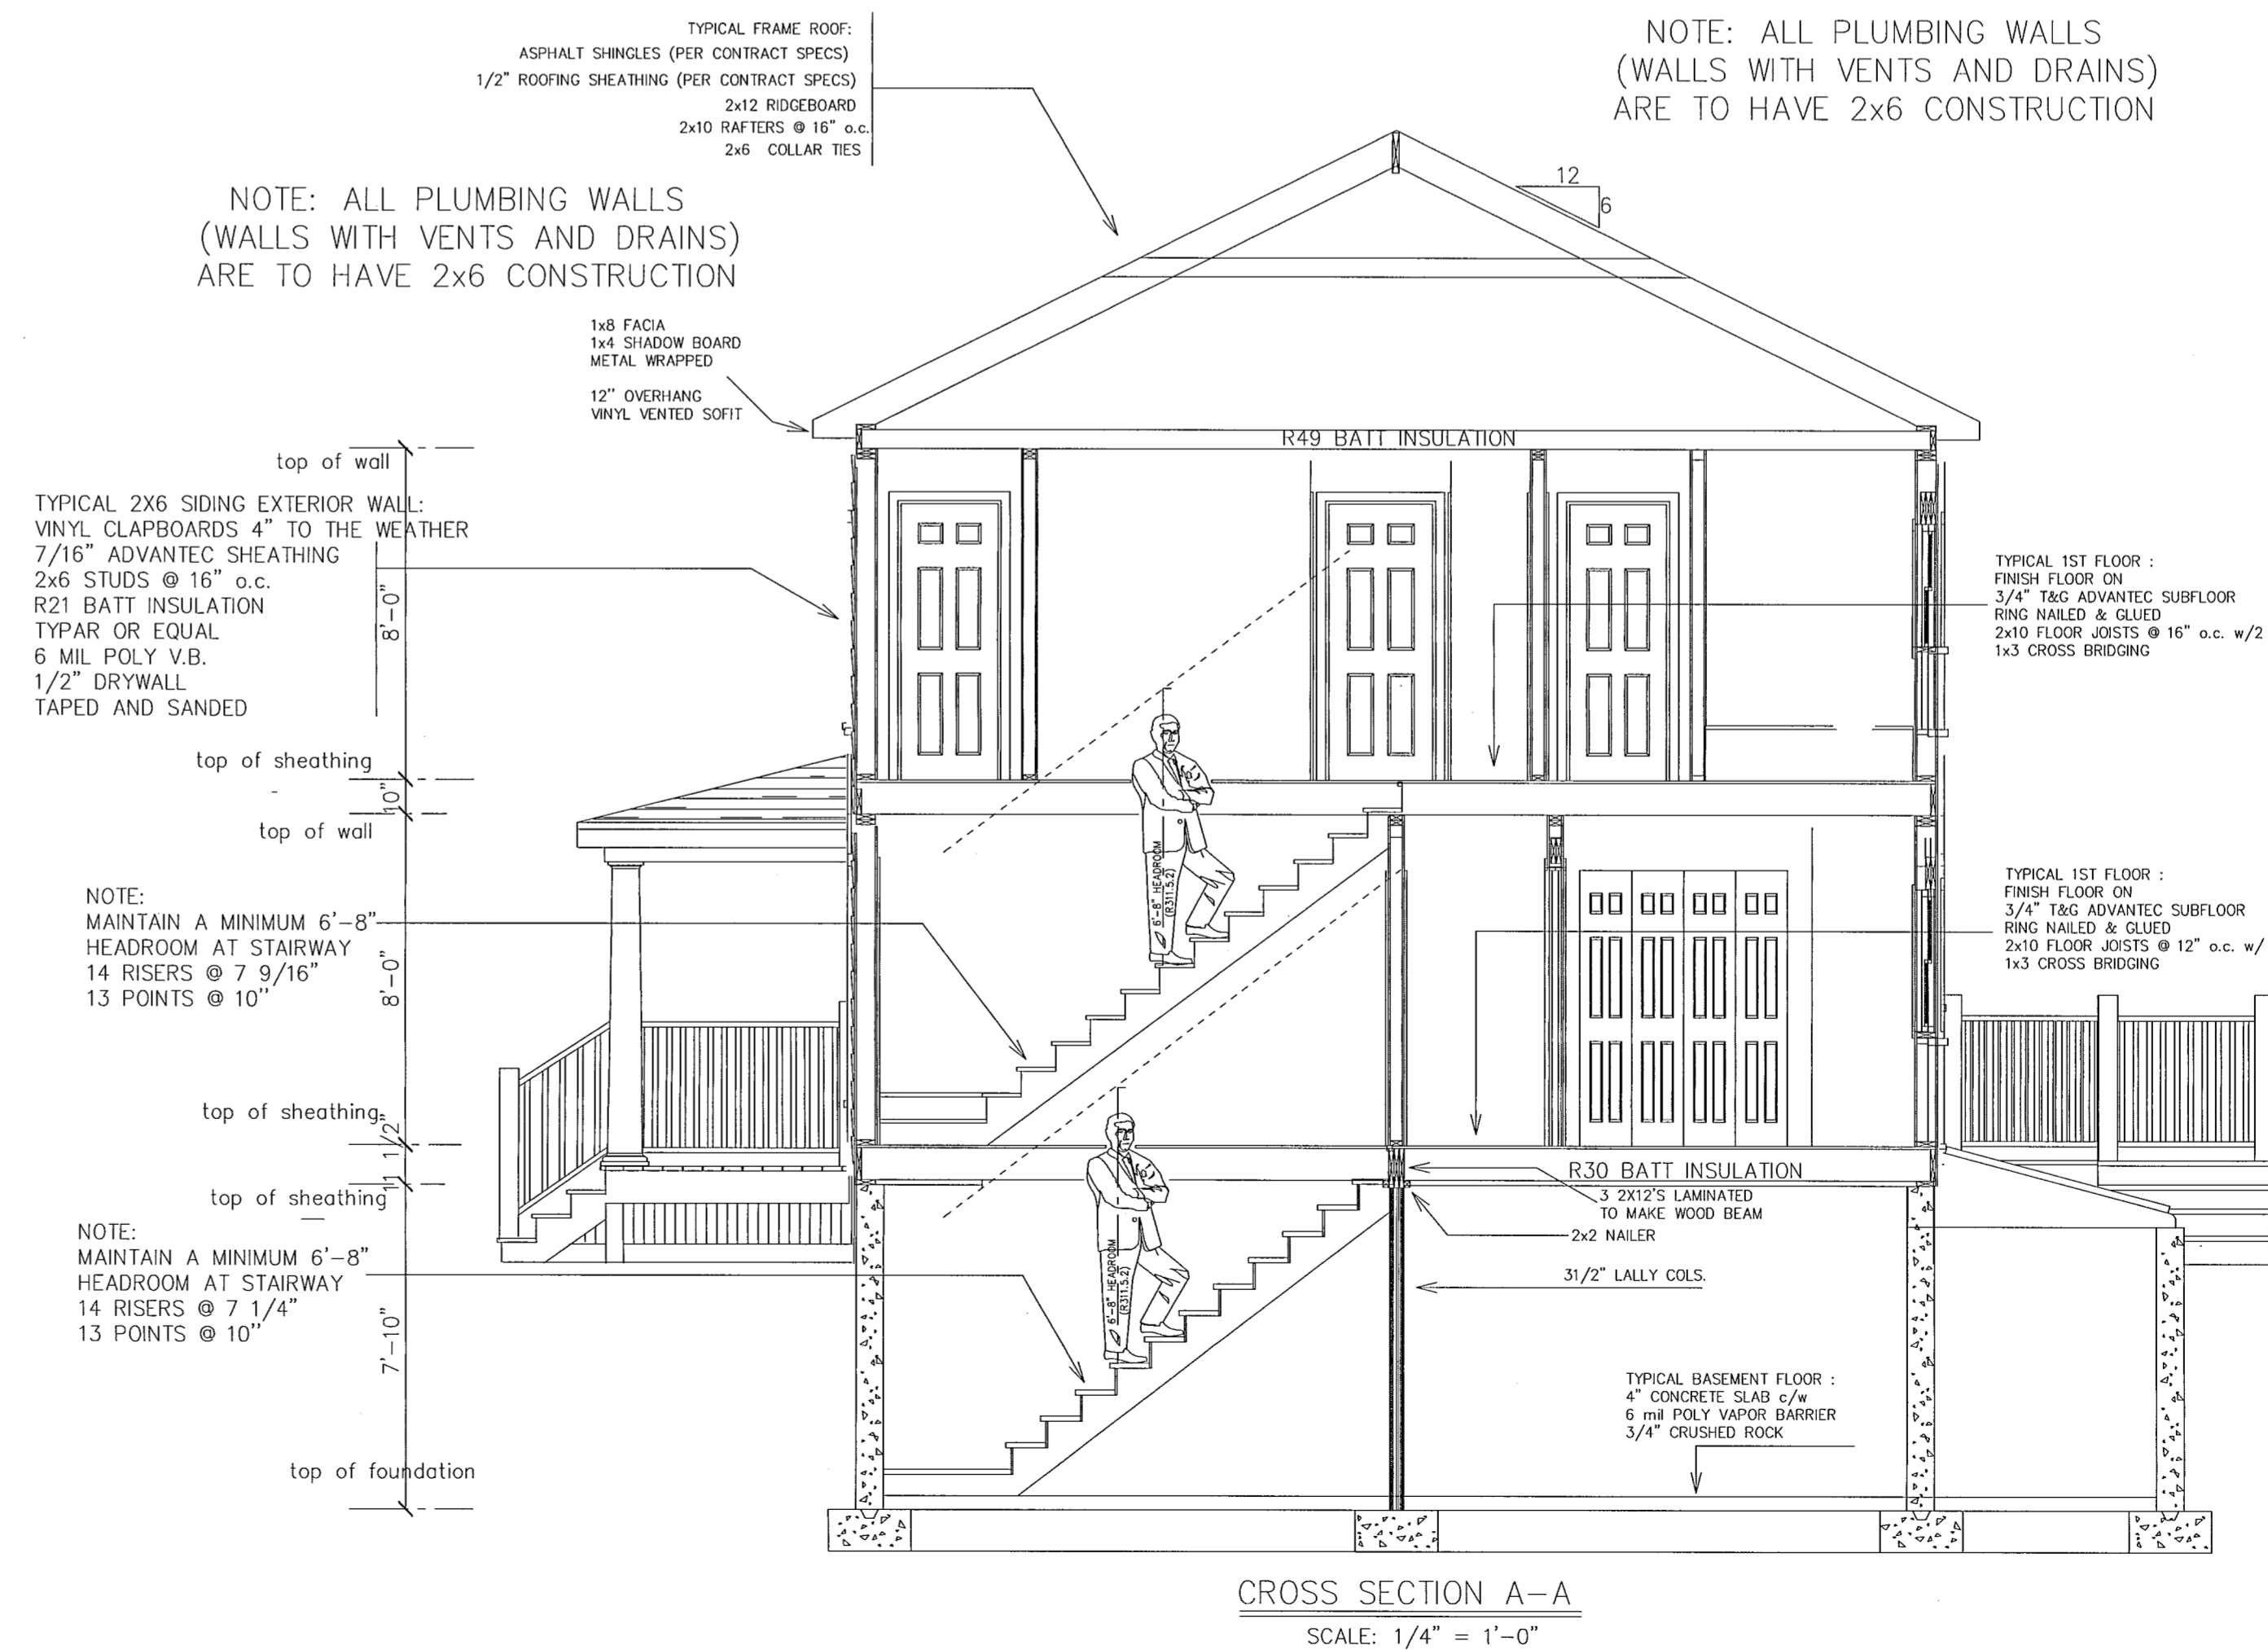 TYPICAL FRAME ROOF:
ASPHALT SHINGLES (PER CONTRACT SPECS)
1/2" ROOFING SHEATHING (PER CONTRACT SPECS)
2x12 RIDGEBOARD
2x10 RAFTERS @ 16" o.c.
2x6 COLLAR TIES
NOTE: ALL PLUMBING WALLS
(WALLS WITH VENTS AND DRAINS)
ARE TO HAVE 2x6 CONSTRUCTION
12
6
NOTE: ALL PLUMBING WALLS
(WALLS WITH VENTS AND DRAINS)
ARE TO HAVE 2x6 CONSTRUCTION
1x8 FACIA
1x4 SHADOW BOARD
METAL WRAPPED
12" OVERHANG
VINYL VENTED SOFIT
R49 BATT INSULATION
top of wall
TYPICAL 2X6 SIDING EXTERIOR WALL:
VINYL CLAPBOARDS 4" TO THE WEATHER
7/16" ADVANTEC SHEATHING
2x6 STUDS @ 16" o.c.
R21 BATT INSULATION
TYPAR OR EQUAL
6 MIL POLY V.B.
1/2" DRYWALL
TAPED AND SANDED
8'-0"
TYPICAL 1ST FLOOR :
FINISH FLOOR ON
3/4" T&G ADVANTEC SUBFLOOR
RING NAILED & GLUED
2x10 FLOOR JOISTS @ 16" o.c. w/2
1x3 CROSS BRIDGING
top of sheathing
10"
top of wall
6'-8" HEADROOM
(R311.5.2)
NOTE:
MAINTAIN A MINIMUM 6'-8"
HEADROOM AT STAIRWAY
14 RISERS @ 7 9/16"
13 POINTS @ 10"
8'-0"
TYPICAL 1ST FLOOR :
FINISH FLOOR ON
3/4" T&G ADVANTEC SUBFLOOR
RING NAILED & GLUED
2x10 FLOOR JOISTS @ 12" o.c. w/
1x3 CROSS BRIDGING
top of sheathing
11 1/2"
top of sheathing
R30 BATT INSULATION
3 2X12'S LAMINATED
TO MAKE WOOD BEAM
2x2 NAILER
31/2" LALLY COLS.
6'-8" HEADROOM
(R311.5.2)
NOTE:
MAINTAIN A MINIMUM 6'-8"
HEADROOM AT STAIRWAY
14 RISERS @ 7 1/4"
13 POINTS @ 10"
7'-10"
TYPICAL BASEMENT FLOOR :
4" CONCRETE SLAB c/w
6 mil POLY VAPOR BARRIER
3/4" CRUSHED ROCK
top of foundation
CROSS SECTION A-A
SCALE: 1/4" = 1'-0"